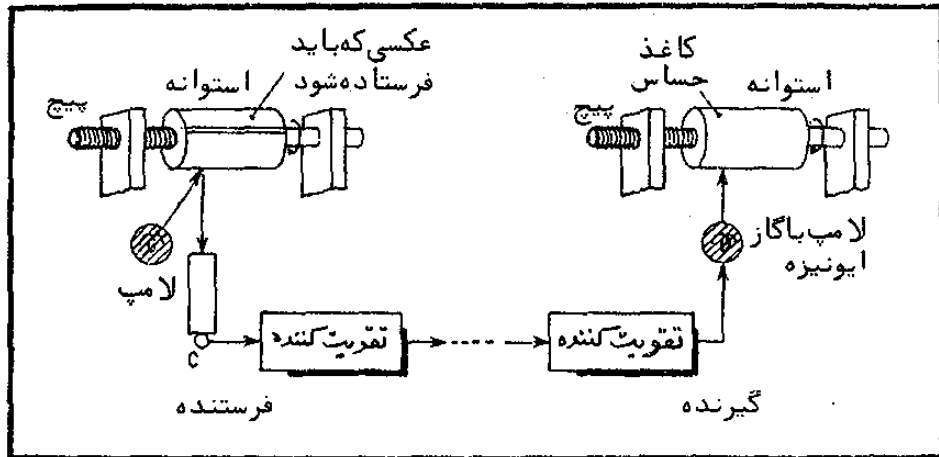 عکسی که باید
فرستاده شود
استوانه
پیچ
لامپ
C
تقویت کننده
فرستنده
کاغذ
حساس
استوانه
پیچ
لامپ باگاز
ایونیزه
تقویت کننده
گیرنده